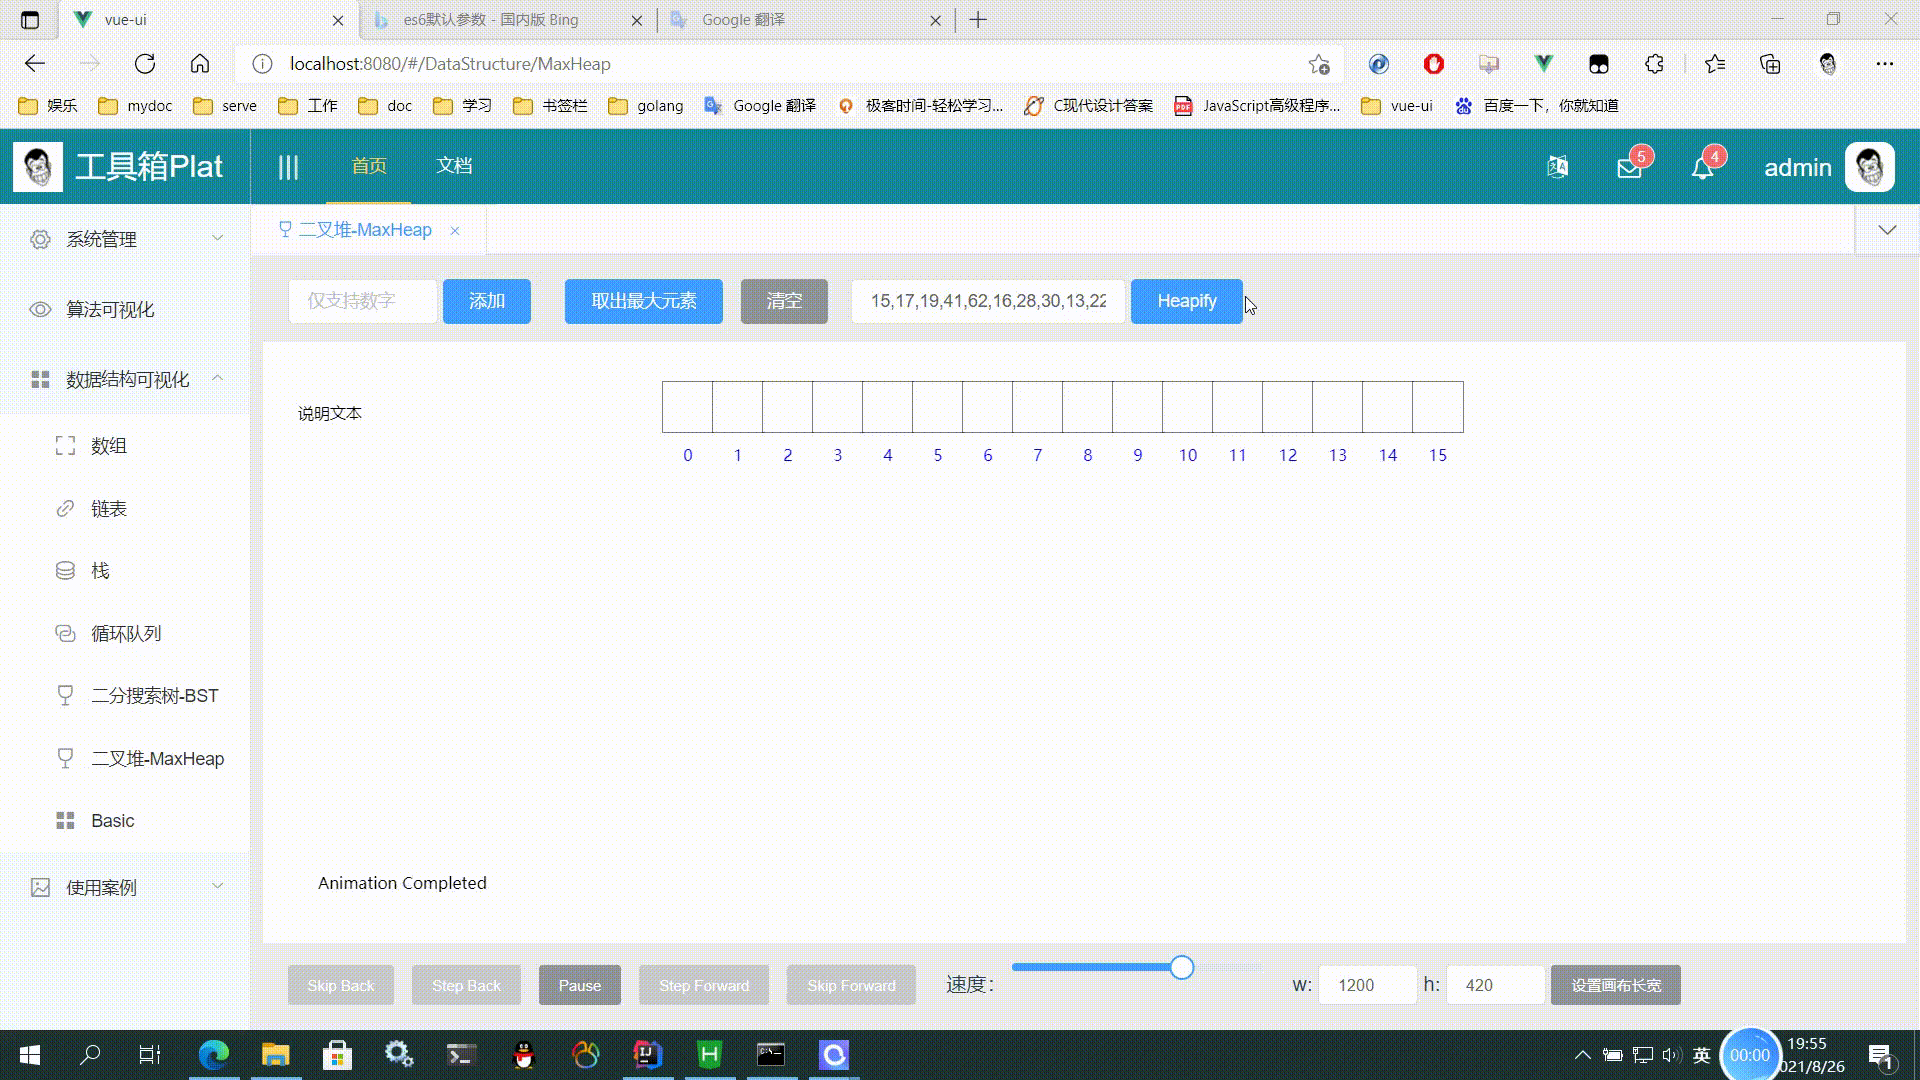 vue-ui
es6默认参数 - 国内版 Bing
Google 翻译
localhost:8080/#/DataStructure/MaxHeap
娱乐 mydoc serve 工作 doc 学习 书签栏 golang Google 翻译 极客时间-轻松学习... C现代设计答案 JavaScript高级程序... vue-ui 百度一下，你就知道
工具箱Plat 首页 文档 5 4 admin
系统管理
算法可视化
数据结构可视化
数组
链表
栈
循环队列
二分搜索树-BST
二叉堆-MaxHeap
Basic
使用案例
二叉堆-MaxHeap
仅支持数字 添加 取出最大元素 清空 15,17,19,41,62,16,28,30,13,22 Heapify
说明文本
0 1 2 3 4 5 6 7 8 9 10 11 12 13 14 15
Animation Completed
Skip Back Step Back Pause Step Forward Skip Forward 速度： w: 1200 h: 420 设置画布长宽
英 00:00 19:55
021/8/26
1